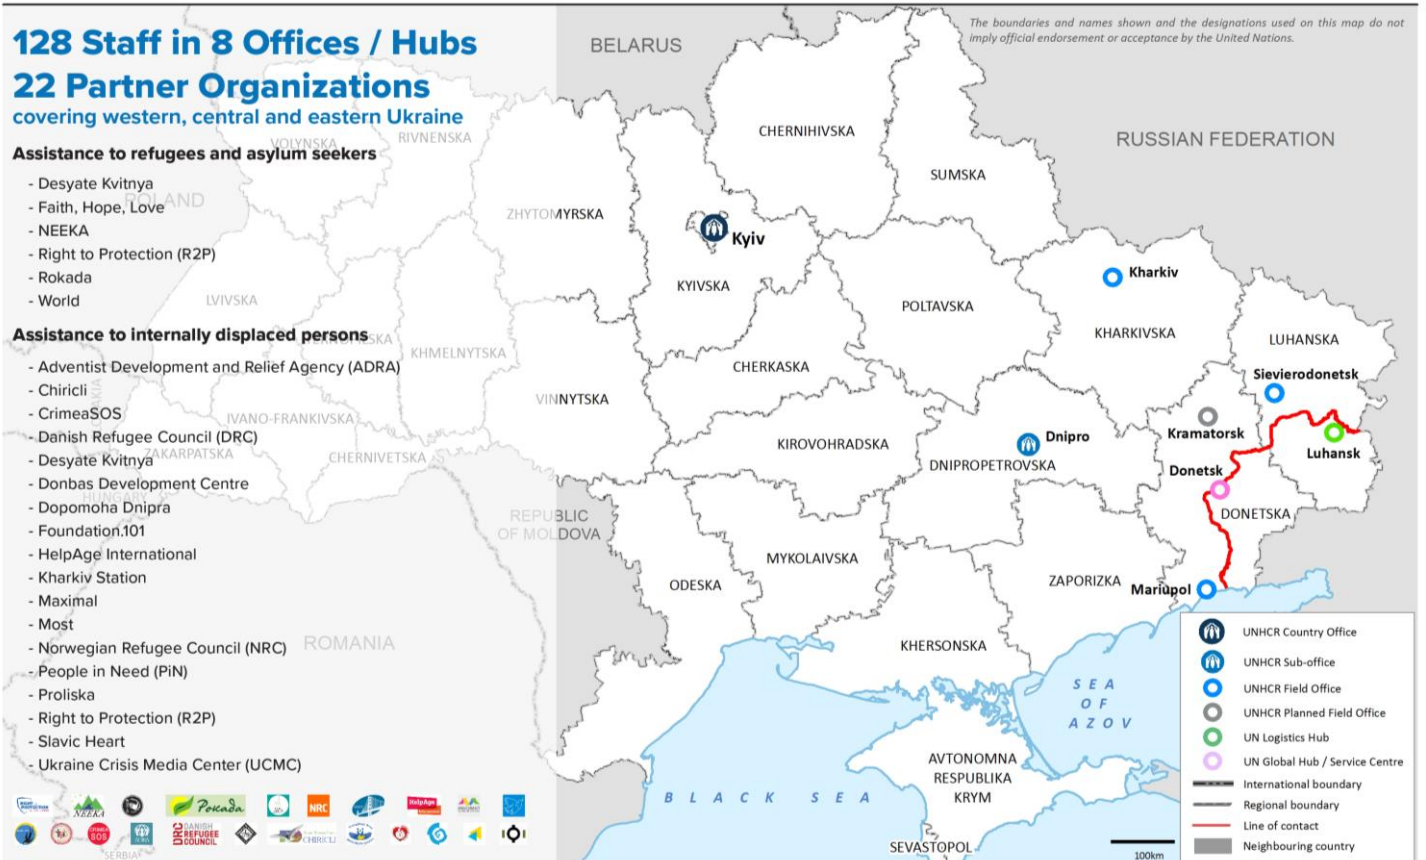 128 Staff in 8 Offices / Hubs
22 Partner Organizations
covering western, central and eastern Ukraine
Assistance to refugees and asylum seekers
- Desyate Kvitnya
- Faith, Hope, Love
- NEEKA
- Right to Protection (R2P)
- Rokada
- World
Assistance to internally displaced persons
- Adventist Development and Relief Agency (ADRA)
- Chiricli
- CrimeaSOS
- Danish Refugee Council (DRC)
- Desyate Kvitnya
- Donbas Development Centre
- Dopomoha Dnipra
- Foundation.101
- HelpAge International
- Kharkiv Station
- Maximal
- Most
- Norwegian Refugee Council (NRC)
- People in Need (PiN)
- Proliska
- Right to Protection (R2P)
- Slavic Heart
- Ukraine Crisis Media Center (UCMC)
NEEKA
Рокада
NRC
HelpAge
CRIMEA
SOS
DRC DANISH
REFUGEE
COUNCIL
CHIRICLI
The boundaries and names shown and the designations used on this map do not
imply official endorsement or acceptance by the United Nations.
BELARUS
RUSSIAN FEDERATION
POLAND
HUNGARY
ROMANIA
SERBIA
REPUBLIC
OF MOLDOVA
VOLYNSKA
RIVNENSKA
ZHYTOMYRSKA
CHERNIHIVSKA
SUMSKA
Kyiv
KYIVSKA
LVIVSKA
KHMELNYTSKA
IVANO-FRANKIVSKA
ZAKARPATSKA
CHERNIVETSKA
VINNYTSKA
CHERKASKA
POLTAVSKA
Kharkiv
KHARKIVSKA
LUHANSKA
Sievierodonetsk
Kramatorsk
Luhansk
Donetsk
DONETSKA
KIROVOHRADSKA
Dnipro
DNIPROPETROVSKA
ODESKA
MYKOLAIVSKA
ZAPORIZKA
Mariupol
KHERSONSKA
SEA
OF
AZOV
AVTONOMNA
RESPUBLIKA
KRYM
BLACK SEA
SEVASTOPOL
100km
UNHCR Country Office
UNHCR Sub-office
UNHCR Field Office
UNHCR Planned Field Office
UN Logistics Hub
UN Global Hub / Service Centre
International boundary
Regional boundary
Line of contact
Neighbouring country